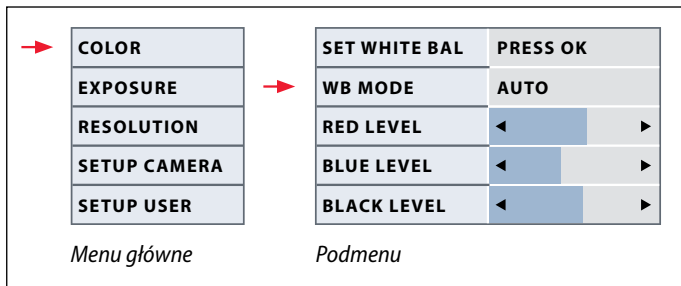 COLOR
EXPOSURE
RESOLUTION
SETUP CAMERA
SETUP USER
Menu główne
SET WHITE BAL PRESS OK
WB MODE AUTO
RED LEVEL
BLUE LEVEL
BLACK LEVEL
Podmenu